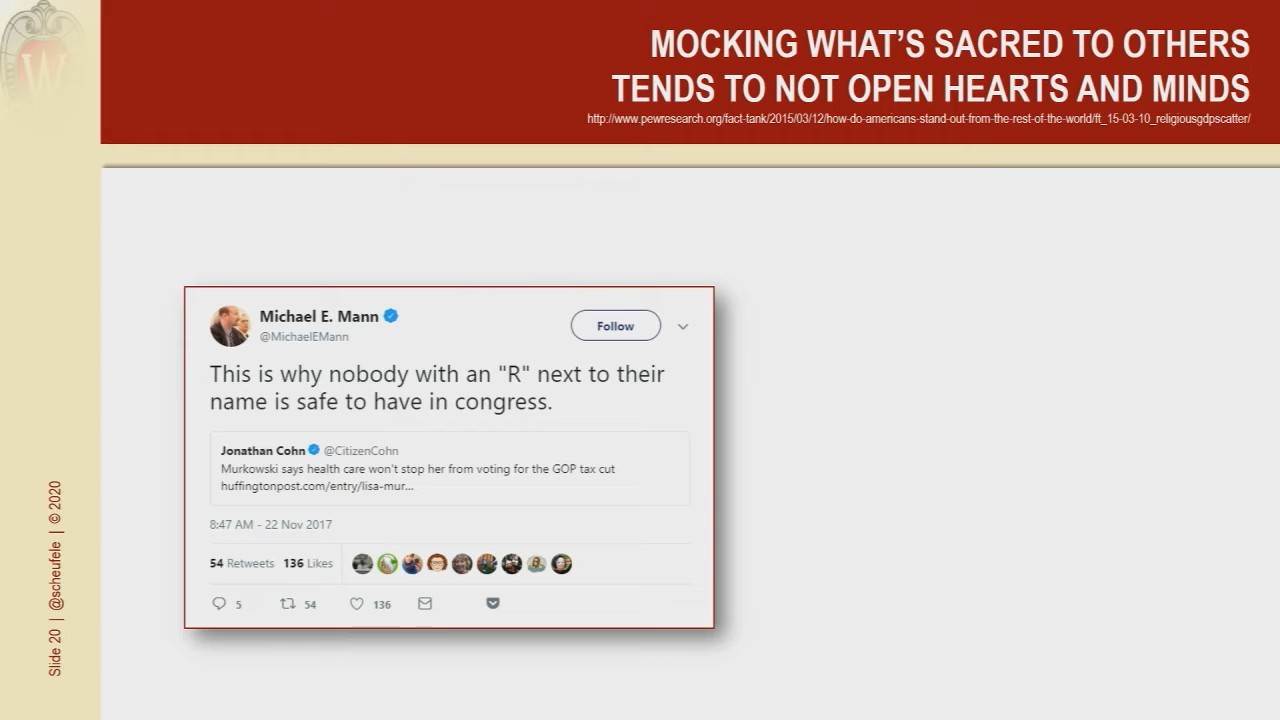 W
MOCKING WHAT'S SACRED TO OTHERS
TENDS TO NOT OPEN HEARTS AND MINDS
http://www.pewresearch.org/fact-tank/2015/03/12/how-do-americans-stand-out-from-the-rest-of-the-world/ft_15-03-10_religiousgdpscatter/
Michael E. Mann
@MichaelEMann
Follow
This is why nobody with an "R" next to their
name is safe to have in congress.
Jonathan Cohn @CitizenCohn
Murkowski says health care won't stop her from voting for the GOP tax cut
huffingtonpost.com/entry/lisa-mur...
8:47 AM - 22 Nov 2017
54 Retweets 136 Likes
5 54 136
Slide 20 | @scheufele | © 2020